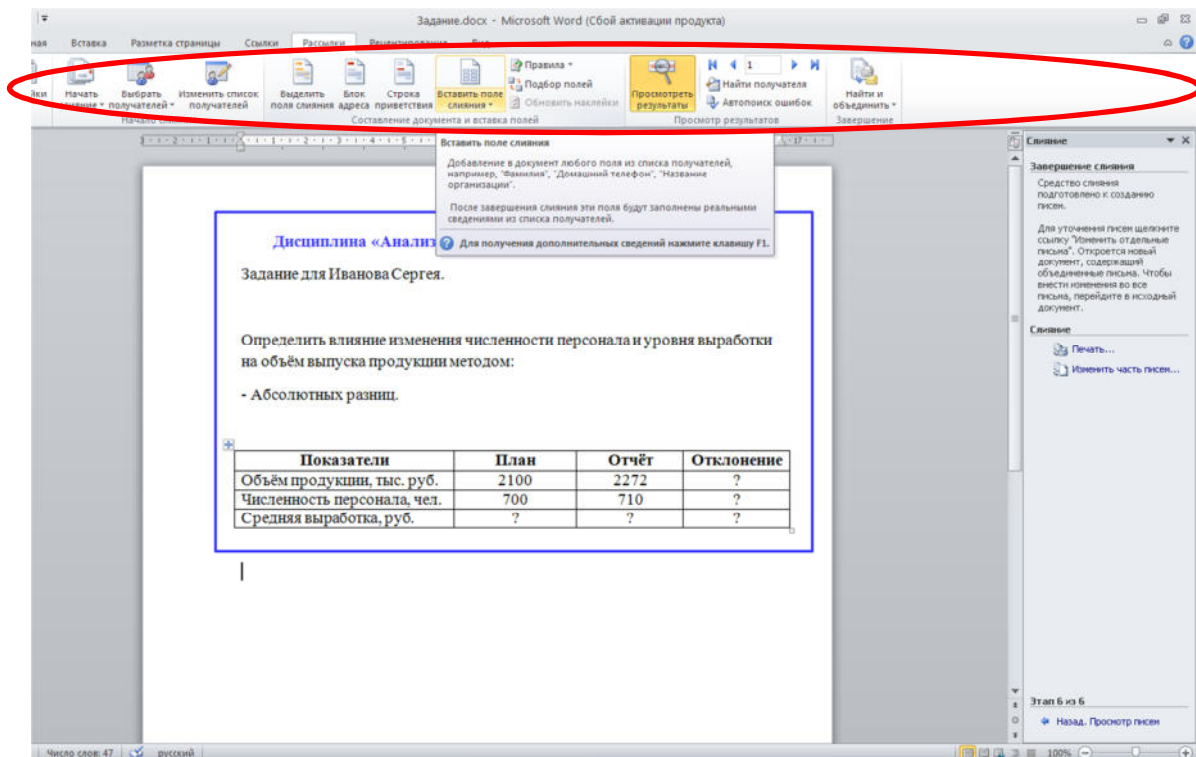 Задание.docx - Microsoft Word (Сбой активации продукта)
ная Вставка Разметка страницы Ссылки Рассылки Рецензирование Вид
Начать слияние Выбрать получателей Изменить список получателей
Выделить поля слияния Блок адреса Строка приветствия Вставить поле слияния
Правила
Подбор полей
Обновить наклейки
Просмотреть результаты
1
Найти получателя
Автопоиск ошибок
Найти и объединить
Начало
Составление документа и вставка полей
Просмотр результатов
Завершение
Вставить поле слияния
Добавление в документ любого поля из списка получателей,
например, "Фамилия", "Домашний телефон", "Название
организации".
После завершения слияния эти поля будут заполнены реальными
сведениями из списка получателей.
Для получения дополнительных сведений нажмите клавишу F1.
Дисциплина «Анализ
Задание для Иванова Сергея.
Определить влияние изменения численности персонала и уровня выработки
на объём выпуска продукции методом:
- Абсолютных разниц.
Показатели План Отчёт Отклонение
Объём продукции, тыс. руб. 2100 2272 ?
Численность персонала, чел. 700 710 ?
Средняя выработка, руб. ? ? ?
Слияние
Завершение слияния
Средство слияния
подготовлено к созданию
писем.
Для уточнения писем щелкните
ссылку "Изменить отдельные
письма". Откроется новый
документ, содержащий
объединенные письма. Чтобы
внести изменения во все
письма, перейдите в исходный
документ.
Слияние
Печать...
Изменить часть писем...
Этап 6 из 6
Назад. Просмотр писем
Число слов: 47 русский 100%